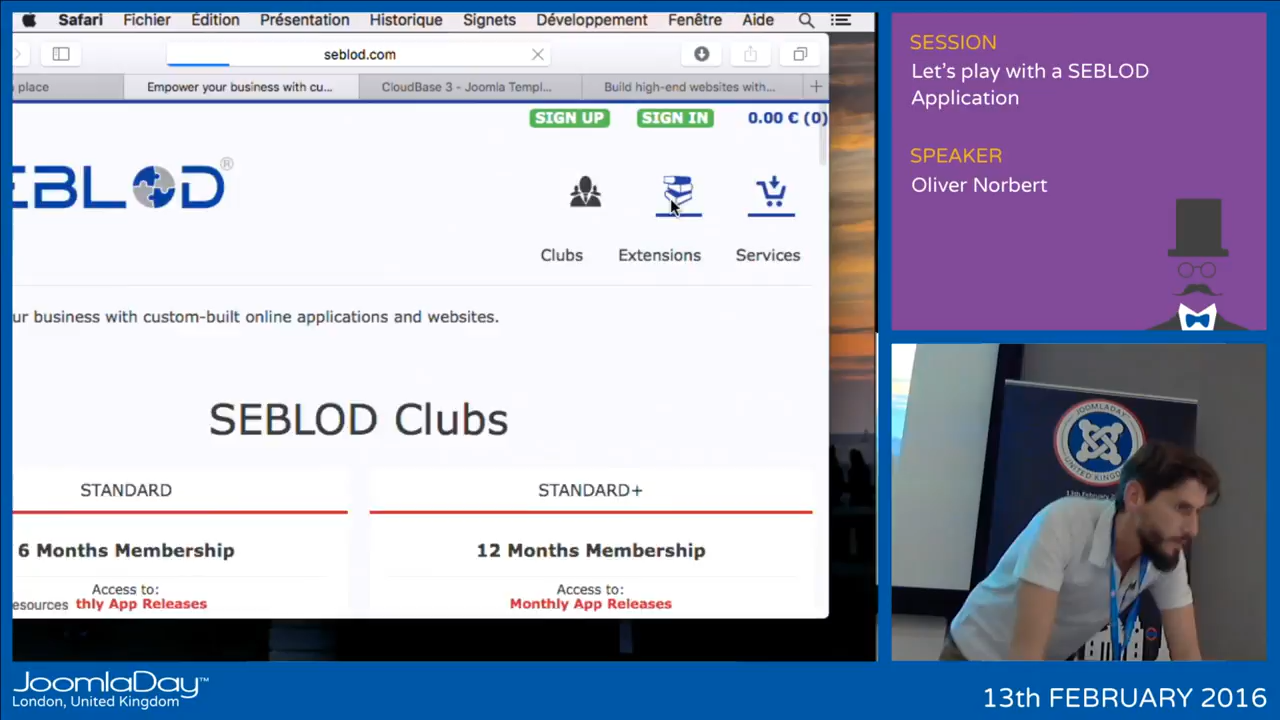 Safari Fichier Édition Présentation Historique Signets Développement Fenêtre Aide
seblod.com
place
Empower your business with cu...
CloudBase 3 - Joomla Templ...
Build high-end websites with...
SIGN UP SIGN IN 0.00 € (0)
EBLOD®
Clubs Extensions Services
ur business with custom-built online applications and websites.
SEBLOD Clubs
STANDARD
6 Months Membership
Access to:
esources thly App Releases
STANDARD+
12 Months Membership
Access to:
Monthly App Releases
SESSION
Let's play with a SEBLOD
Application
SPEAKER
Oliver Norbert
JOOMLADAY
UNITED KINGDOM
13th February
JoomlaDay™
London, United Kingdom
13th FEBRUARY 2016